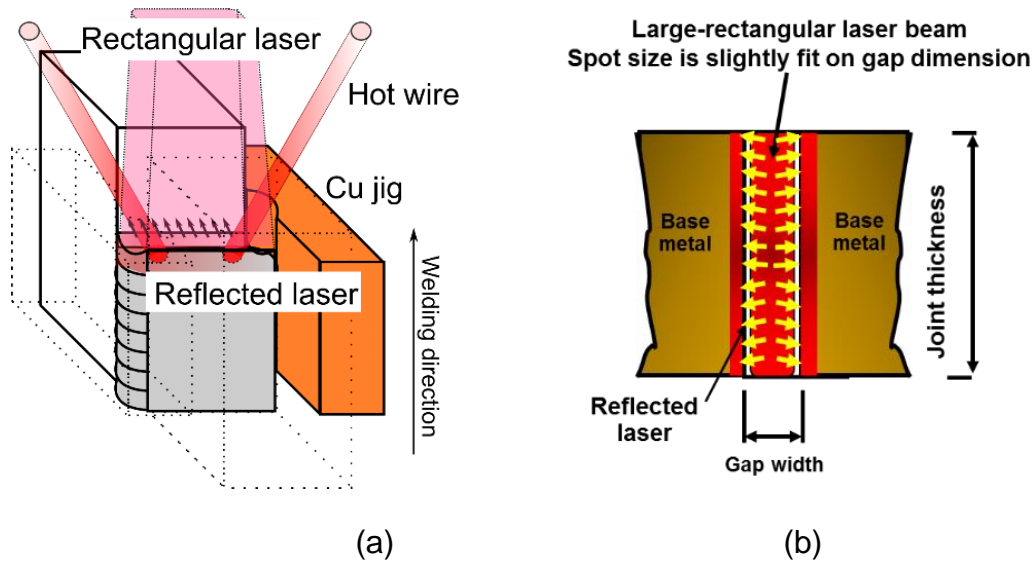 Rectangular laser
Hot wire
Cu jig
Reflected laser
Welding direction
(a)
Large-rectangular laser beam
Spot size is slightly fit on gap dimension
Base
metal
Base
metal
Joint thickness
Reflected
laser
Gap width
(b)